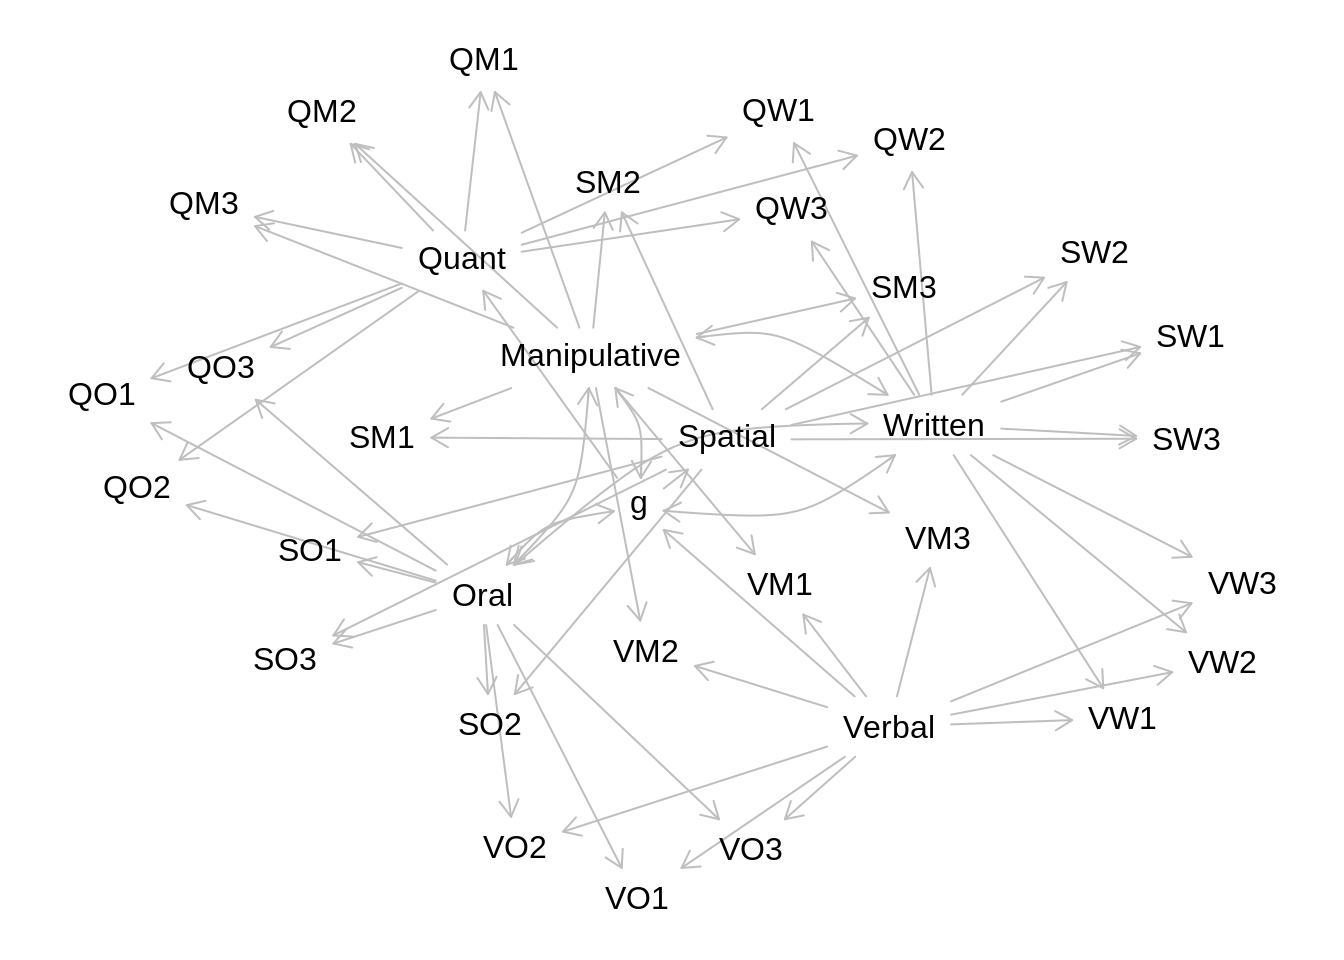 QM1
QM2
QW1
QW2
SM2
QM3
QW3
SW2
Quant
SM3
SW1
Manipulative
QO3
QO1
Written
SM1
Spatial
SW3
QO2
g
VM3
SO1
VM1
VW3
Oral
VM2
SO3
VW2
SO2
VW1
Verbal
VO2
VO3
VO1